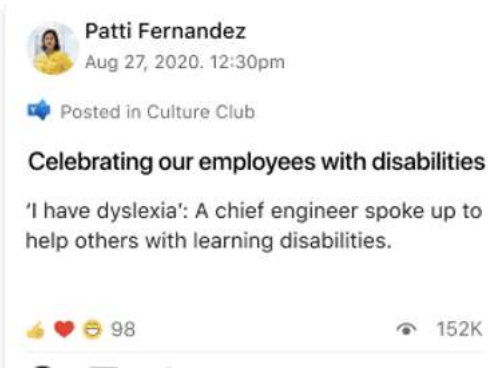 Patti Fernandez
Aug 27, 2020. 12:30pm
Posted in Culture Club
Celebrating our employees with disabilities
'I have dyslexia': A chief engineer spoke up to
help others with learning disabilities.
98 152K